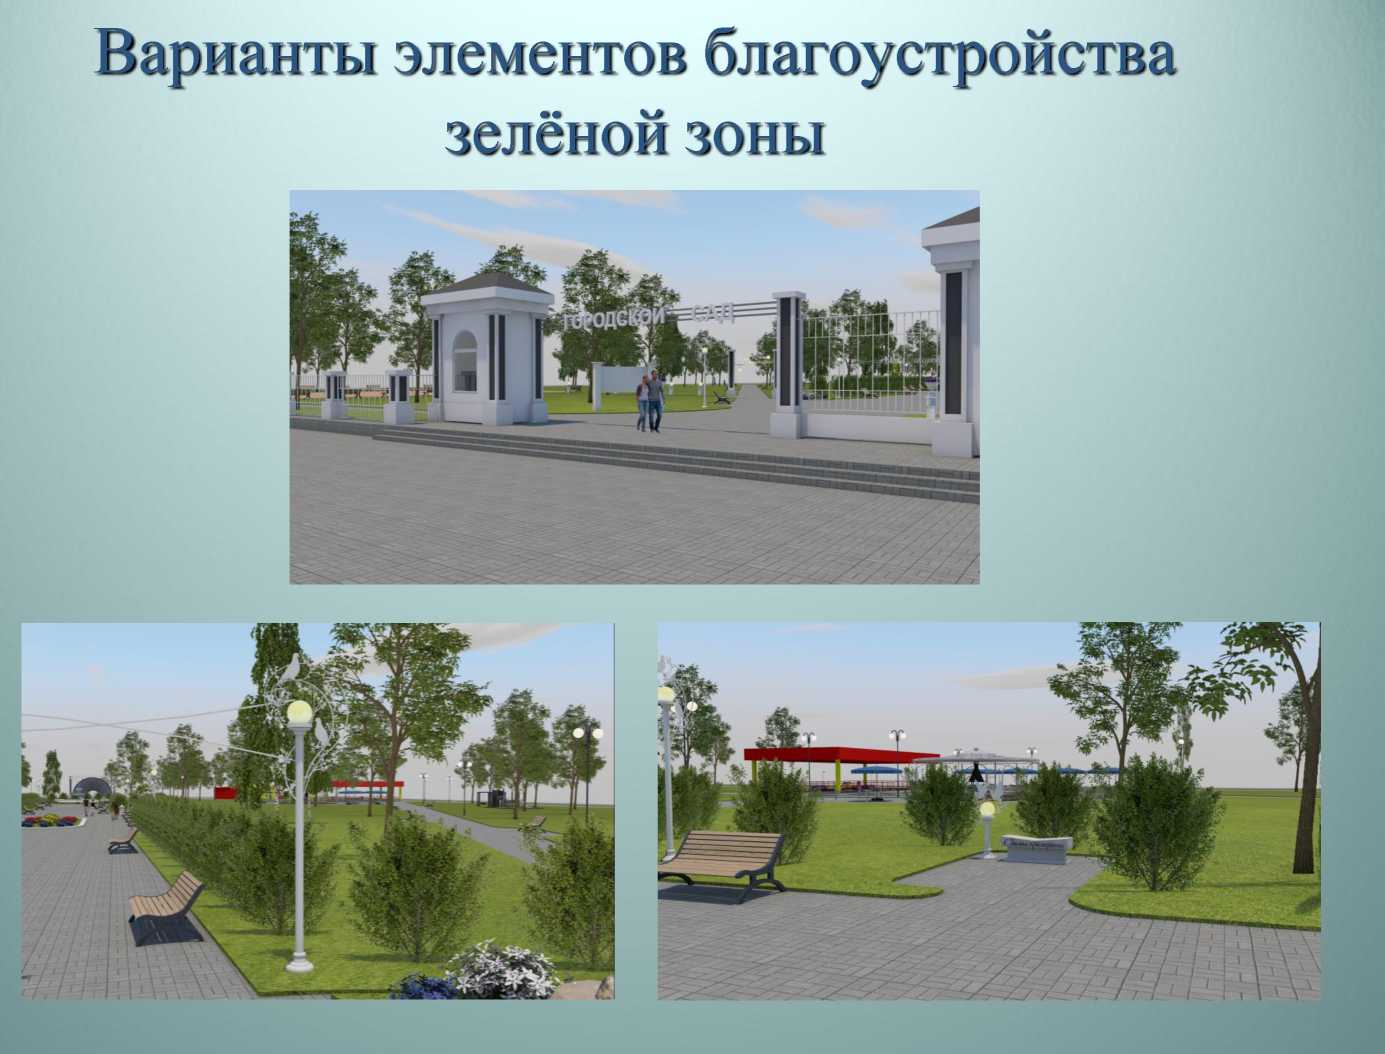 Варианты элементов благоустройства
зелёной зоны
ГОРОДСКОЙ САД